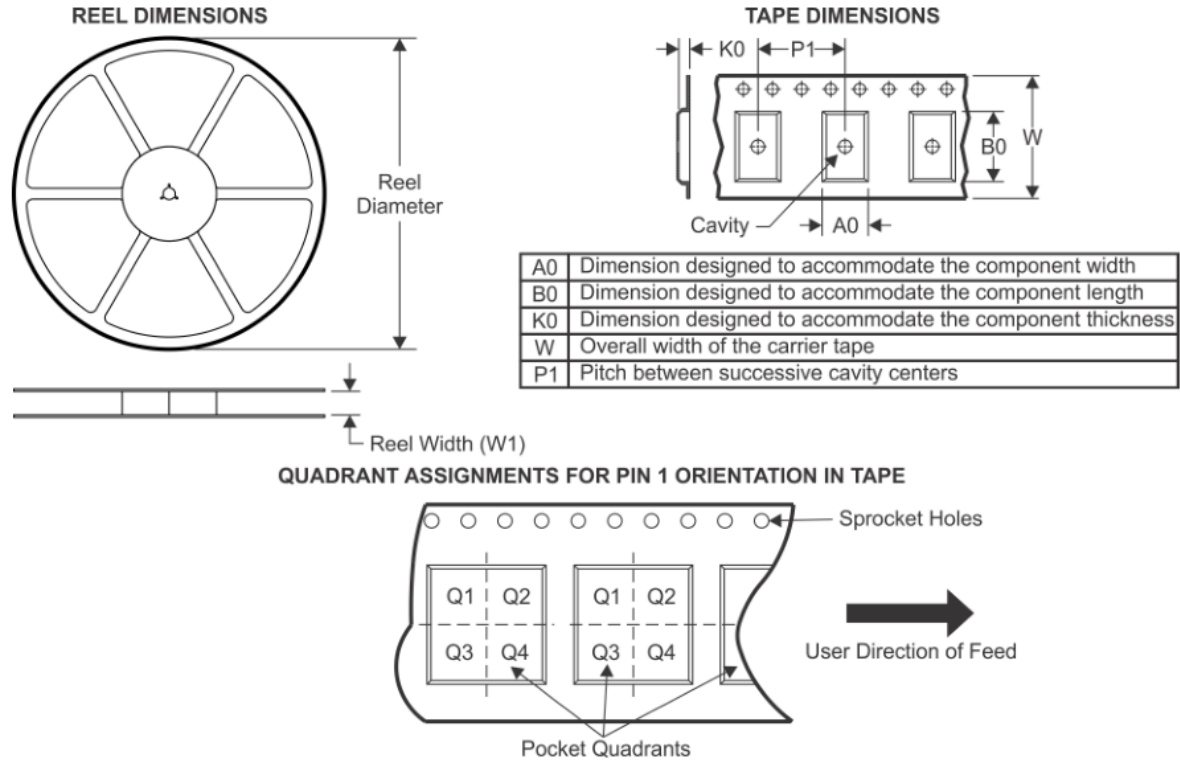 REEL DIMENSIONS
Reel
Diameter
Reel Width (W1)
TAPE DIMENSIONS
K0
P1
B0
W
Cavity
A0
A0 Dimension designed to accommodate the component width
B0 Dimension designed to accommodate the component length
K0 Dimension designed to accommodate the component thickness
W Overall width of the carrier tape
P1 Pitch between successive cavity centers
QUADRANT ASSIGNMENTS FOR PIN 1 ORIENTATION IN TAPE
Sprocket Holes
Q1 Q2 Q1 Q2
Q3 Q4 Q3 Q4
User Direction of Feed
Pocket Quadrants